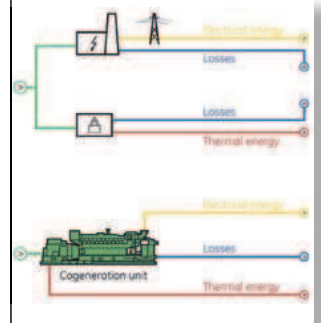 Electrical energy
Losses
Losses
Thermal energy
Electrical energy
Losses
Cogeneration unit
Thermal energy